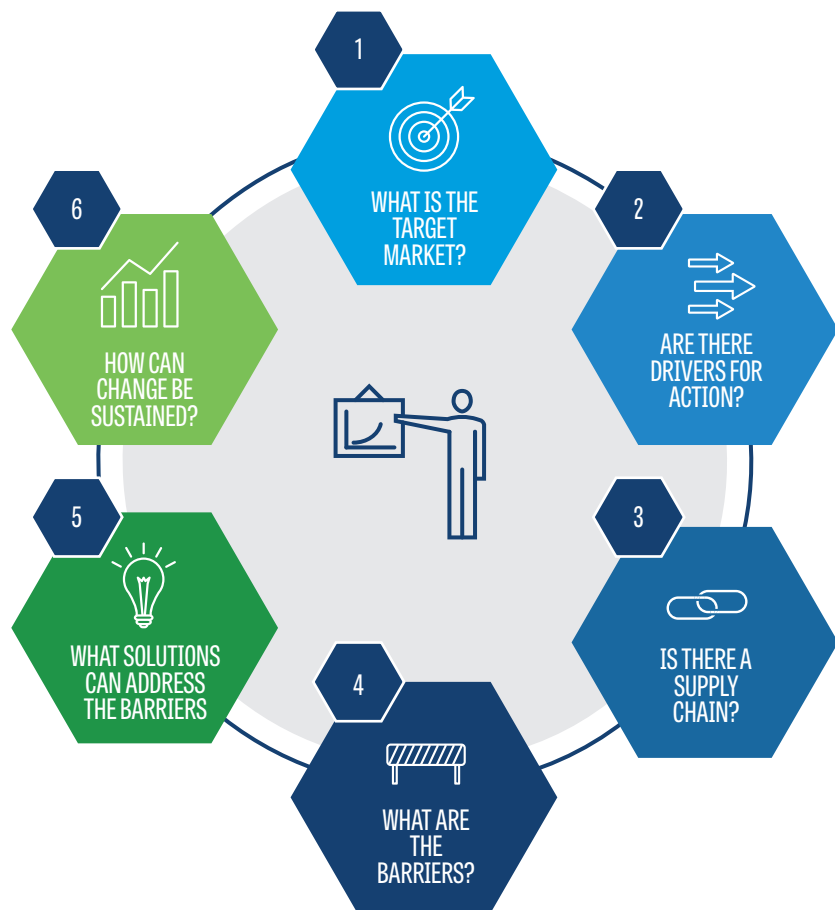 1
WHAT IS THE
TARGET
MARKET?
2
ARE THERE
DRIVERS FOR
ACTION?
3
IS THERE A
SUPPLY
CHAIN?
4
WHAT ARE
THE
BARRIERS?
5
WHAT SOLUTIONS
CAN ADDRESS
THE BARRIERS
6
HOW CAN
CHANGE BE
SUSTAINED?